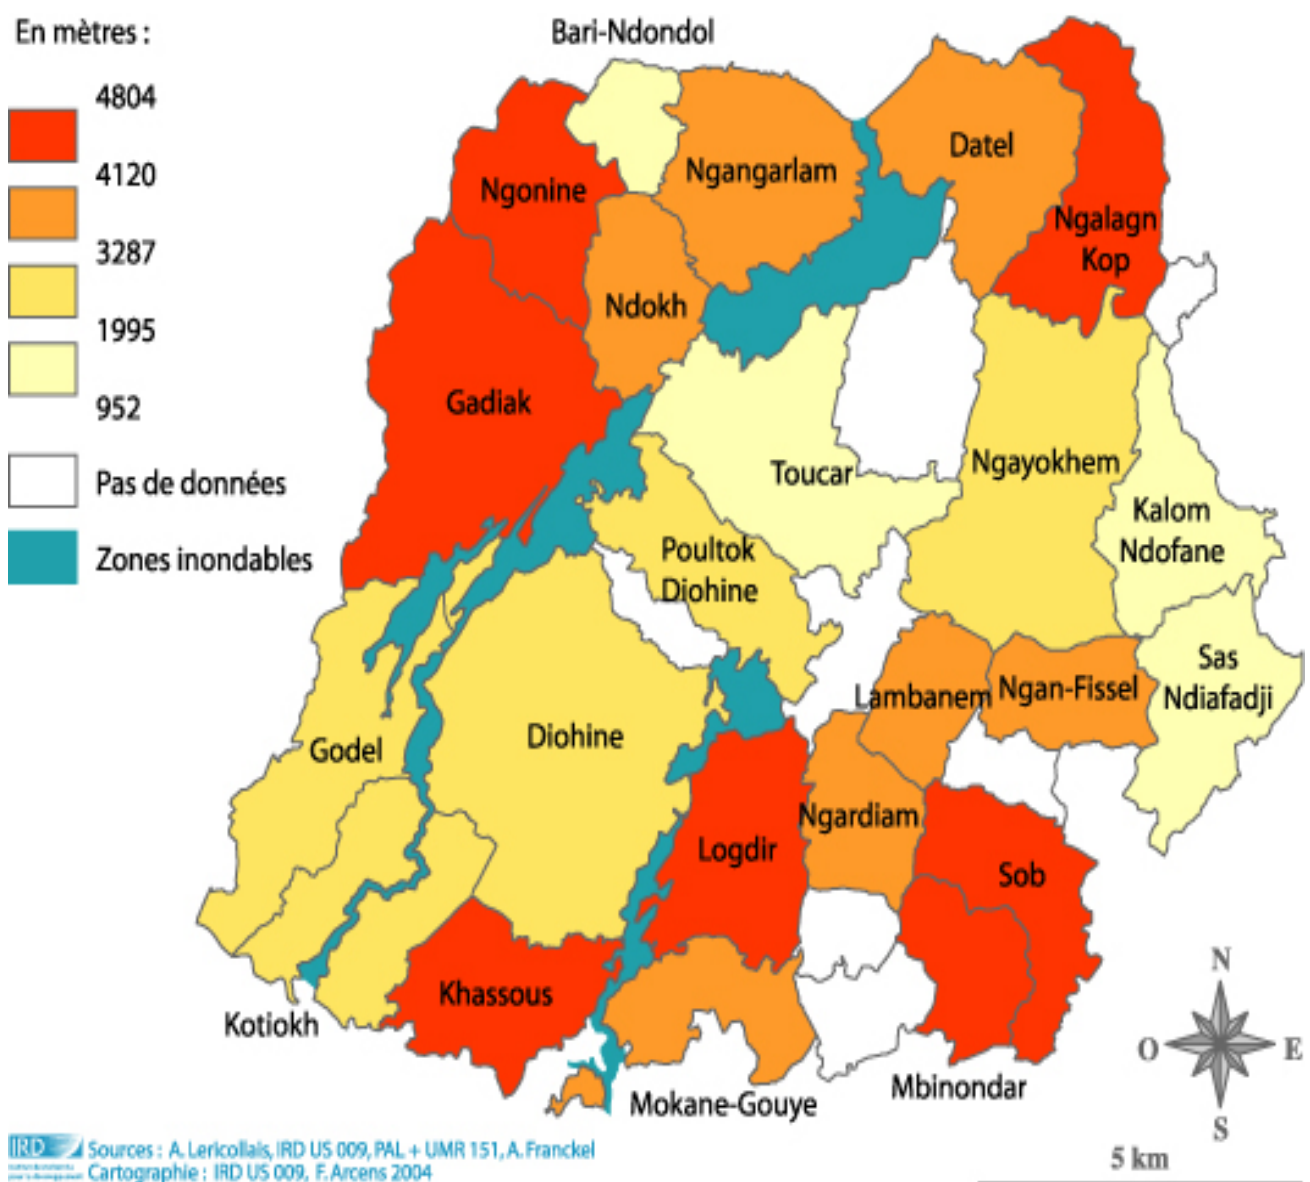 En mètres :
4804
4120
3287
1995
952
Pas de données
Zones inondables
Bari-Ndondol
Ngonine
Ngangarlam
Datel
Ngalagn
Kop
Ndokh
Gadiak
Toucar
Ngayokhem
Kalom
Ndofane
Poultok
Diohine
Sas
Ndiafadji
Lambanem
Ngan-Fissel
Godel
Diohine
Ngardiam
Logdir
Sob
Khassous
Kotiokh
Mokane-Gouye
Mbinondar
N
O
E
S
5 km
IRD
Sources : A. Lericollais, IRD US 009, PAL + UMR 151, A. Franckel
Cartographie : IRD US 009, F. Arcens 2004